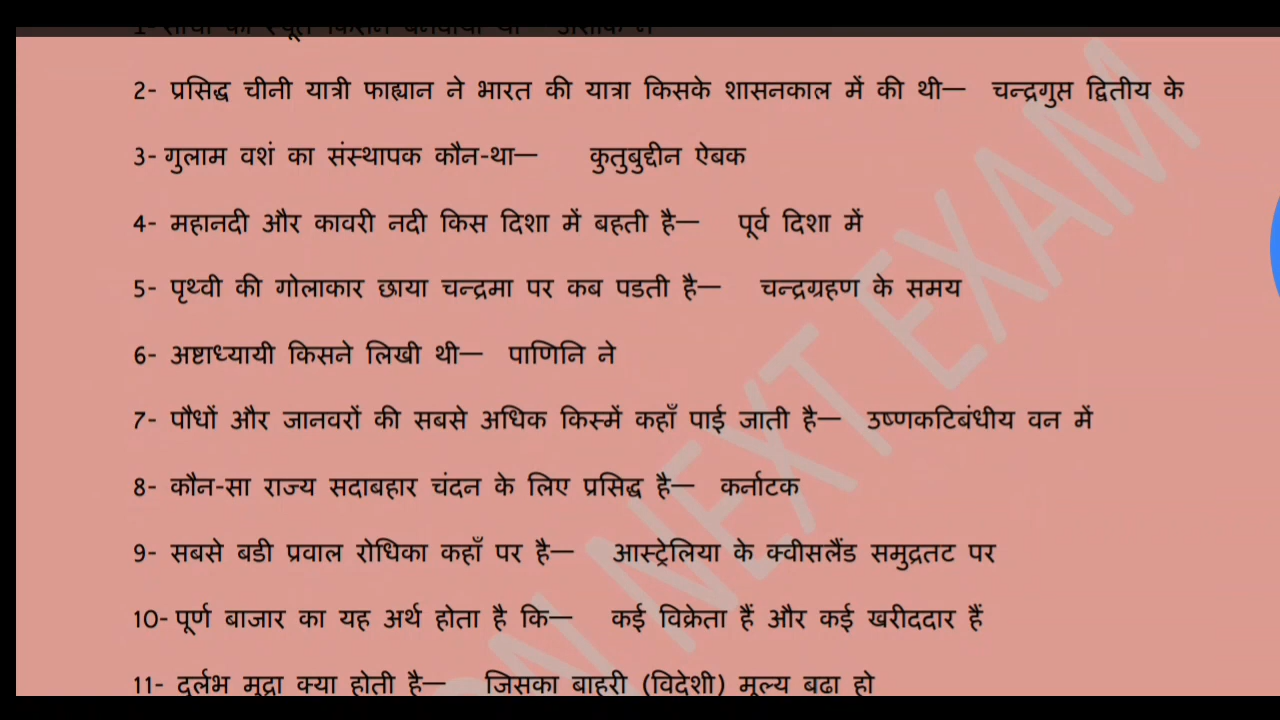 2- प्रसिद्ध चीनी यात्री फाह्यान ने भारत की यात्रा किसके शासनकाल में की थी— चन्द्रगुप्त द्वितीय के
3- गुलाम वशं का संस्थापक कौन-था— कुतुबुद्दीन ऐबक
4- महानदी और कावरी नदी किस दिशा में बहती है— पूर्व दिशा में
5- पृथ्वी की गोलाकार छाया चन्द्रमा पर कब पडती है— चन्द्रग्रहण के समय
6- अष्टाध्यायी किसने लिखी थी— पाणिनि ने
7- पौधों और जानवरों की सबसे अधिक किस्में कहाँ पाई जाती है— उष्णकटिबंधीय वन में
8- कौन-सा राज्य सदाबहार चंदन के लिए प्रसिद्ध है— कर्नाटक
9- सबसे बडी प्रवाल रोधिका कहाँ पर है— आस्ट्रेलिया के क्वीसलैंड समुद्रतट पर
10- पूर्ण बाजार का यह अर्थ होता है कि— कई विक्रेता हैं और कई खरीददार हैं
11- दुर्लभ मुद्रा क्या होती है— जिसका बाहरी (विदेशी) मूल्य बढा हो
NEXT EXAM